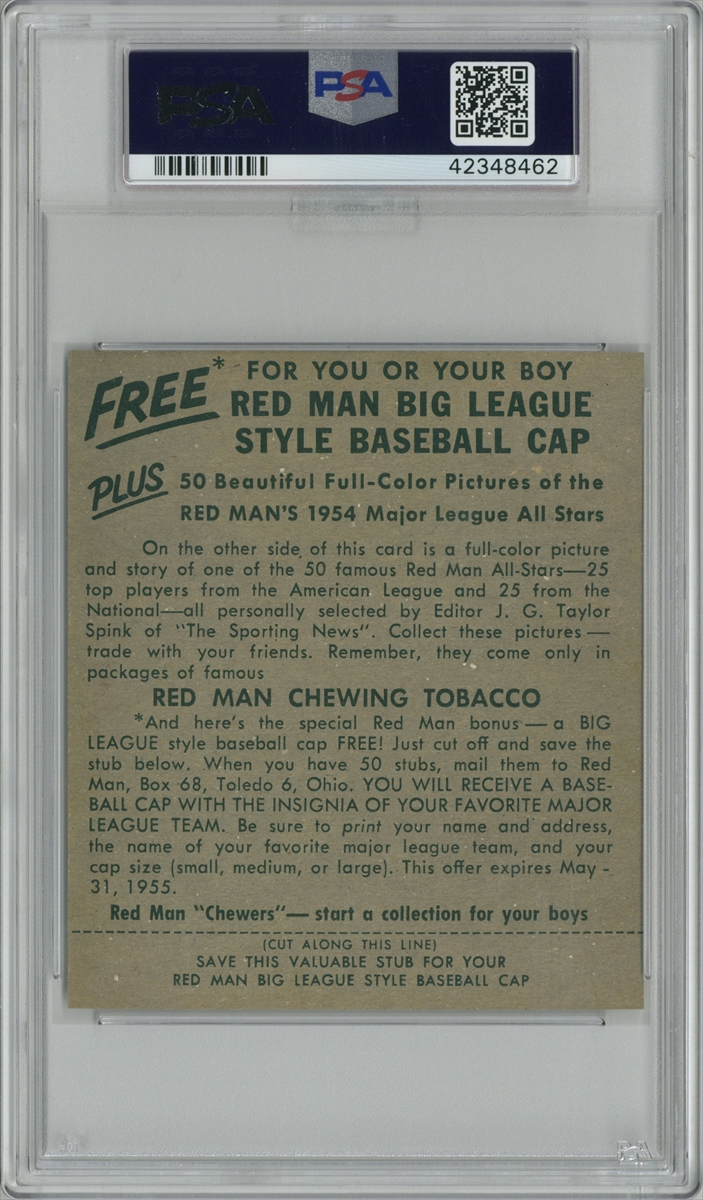 PSA
PSA
42348462
FREE* FOR YOU OR YOUR BOY
RED MAN BIG LEAGUE
STYLE BASEBALL CAP
PLUS 50 Beautiful Full-Color Pictures of the
RED MAN'S 1954 Major League All Stars
On the other side of this card is a full-color picture
and story of one of the 50 famous Red Man All-Stars—25
top players from the American League and 25 from the
National—all personally selected by Editor J. G. Taylor
Spink of "The Sporting News". Collect these pictures—
trade with your friends. Remember, they come only in
packages of famous
RED MAN CHEWING TOBACCO
*And here's the special Red Man bonus—a BIG
LEAGUE style baseball cap FREE! Just cut off and save the
stub below. When you have 50 stubs, mail them to Red
Man, Box 68, Toledo 6, Ohio. YOU WILL RECEIVE A BASE-
BALL CAP WITH THE INSIGNIA OF YOUR FAVORITE MAJOR
LEAGUE TEAM. Be sure to print your name and address,
the name of your favorite major league team, and your
cap size (small, medium, or large). This offer expires May -
31, 1955.
Red Man "Chewers"—start a collection for your boys
(CUT ALONG THIS LINE)
SAVE THIS VALUABLE STUB FOR YOUR
RED MAN BIG LEAGUE STYLE BASEBALL CAP
PSA